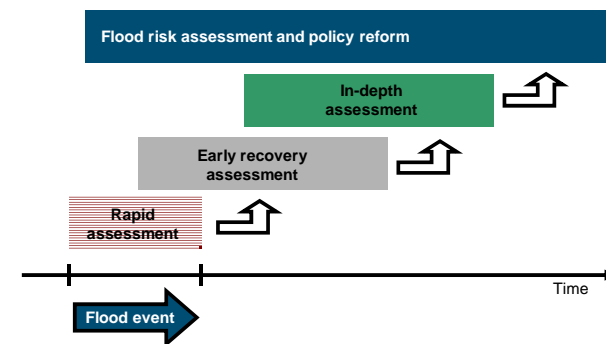 Flood risk assessment and policy reform
In-depth
assessment
Early recovery
assessment
Rapid
assessment
Time
Flood event